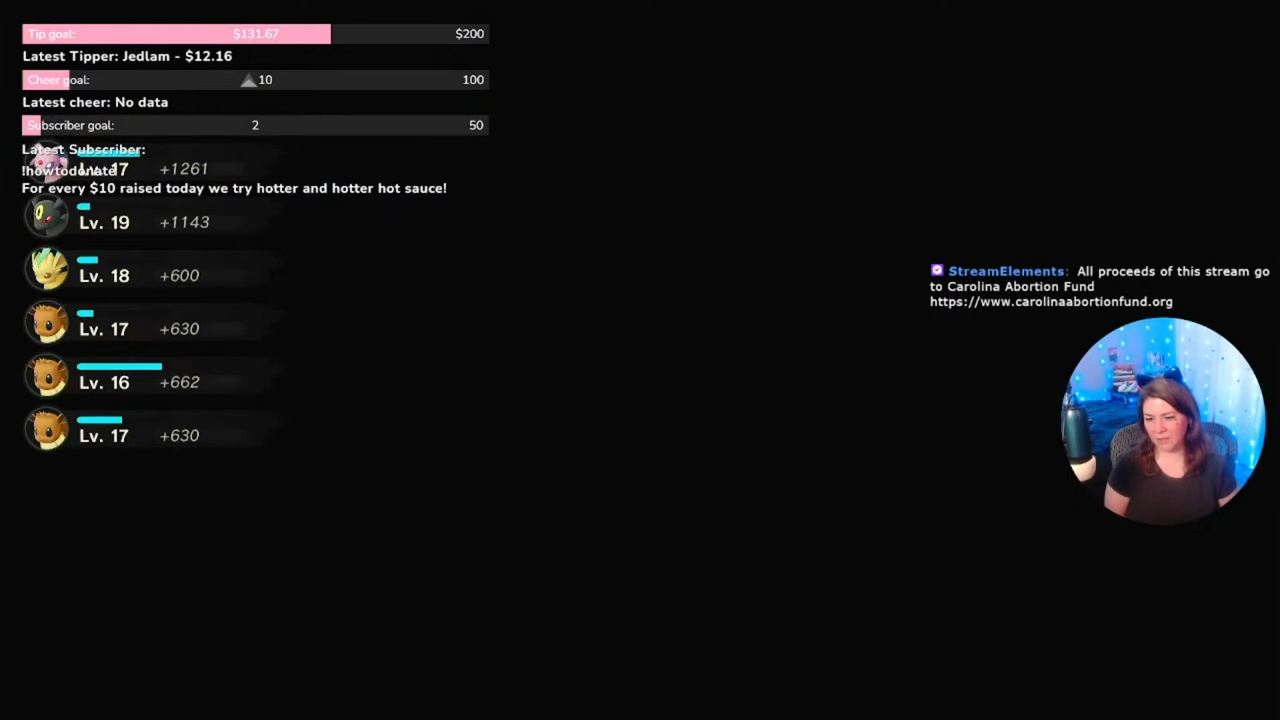 Tip goal: $131.67 $200
Latest Tipper: Jedlam - $12.16
Cheer goal: 10 100
Latest cheer: No data
Subscriber goal: 2 50
Latest Subscriber:
Lv. 17 +1261
!howtodonate
For every $10 raised today we try hotter and hotter hot sauce!
Lv. 19 +1143
Lv. 18 +600
Lv. 17 +630
Lv. 16 +662
Lv. 17 +630
StreamElements: All proceeds of this stream go
to Carolina Abortion Fund
https://www.carolinaabortionfund.org